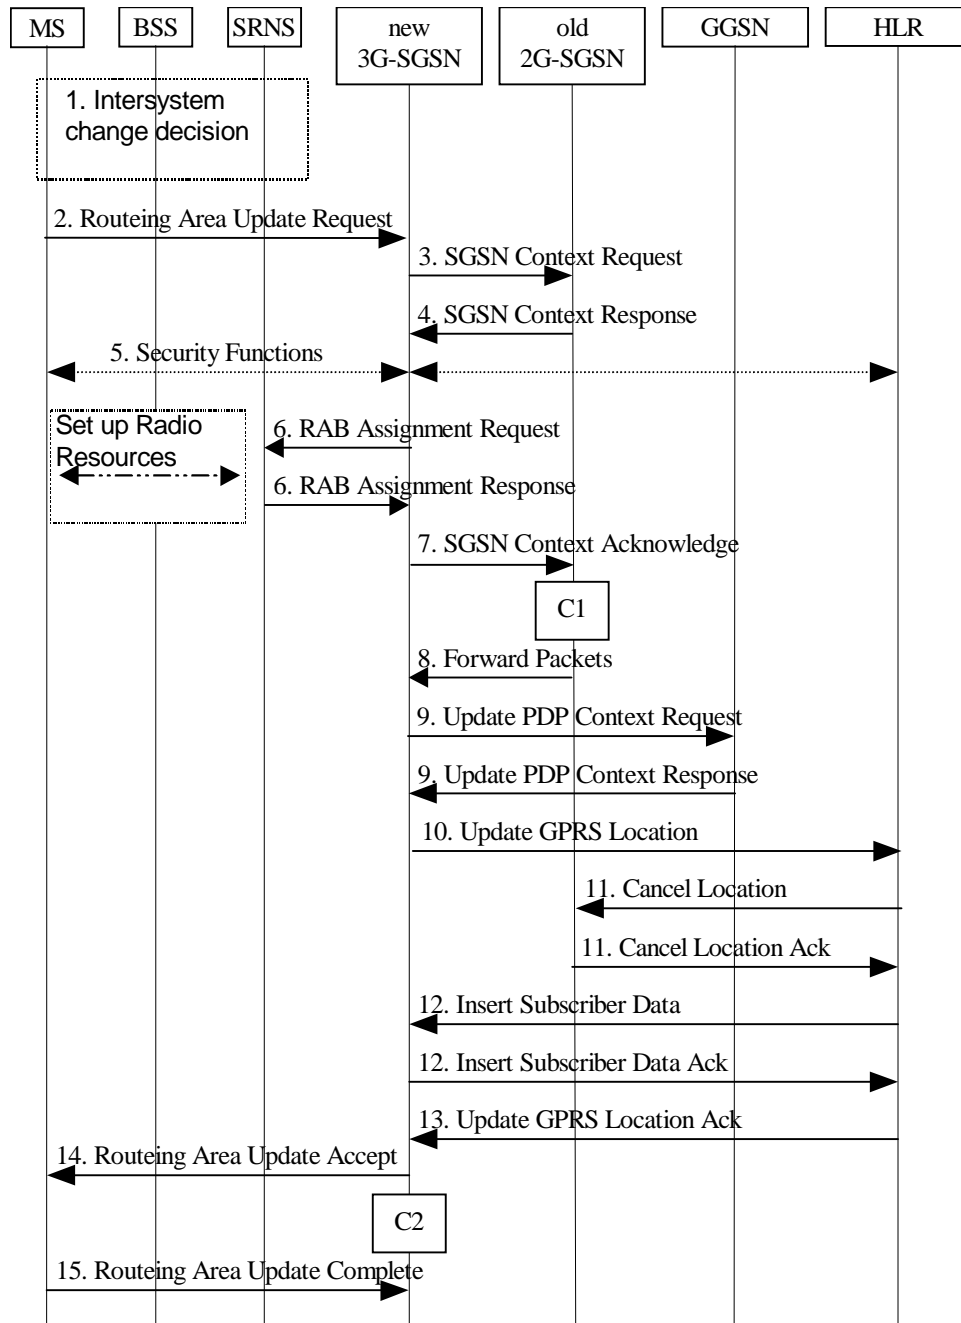 MS
BSS
SRNS
new
3G-SGSN
old
2G-SGSN
GGSN
HLR
1. Intersystem
change decision
2. Routeing Area Update Request
3. SGSN Context Request
4. SGSN Context Response
5. Security Functions
Set up Radio
Resources
6. RAB Assignment Request
6. RAB Assignment Response
7. SGSN Context Acknowledge
C1
8. Forward Packets
9. Update PDP Context Request
9. Update PDP Context Response
10. Update GPRS Location
11. Cancel Location
11. Cancel Location Ack
12. Insert Subscriber Data
12. Insert Subscriber Data Ack
13. Update GPRS Location Ack
14. Routeing Area Update Accept
C2
15. Routeing Area Update Complete